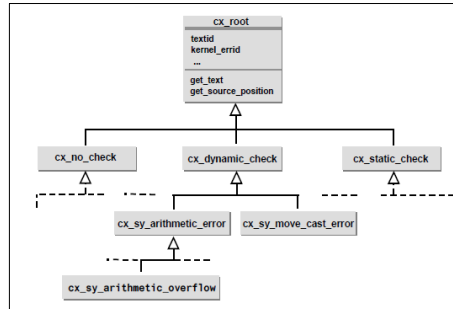 cx_root
textid
kernel_errid
...
get_text
get_source_position
cx_no_check
cx_dynamic_check
cx_static_check
cx_sy_arithmetic_error
cx_sy_move_cast_error
cx_sy_arithmetic_overflow